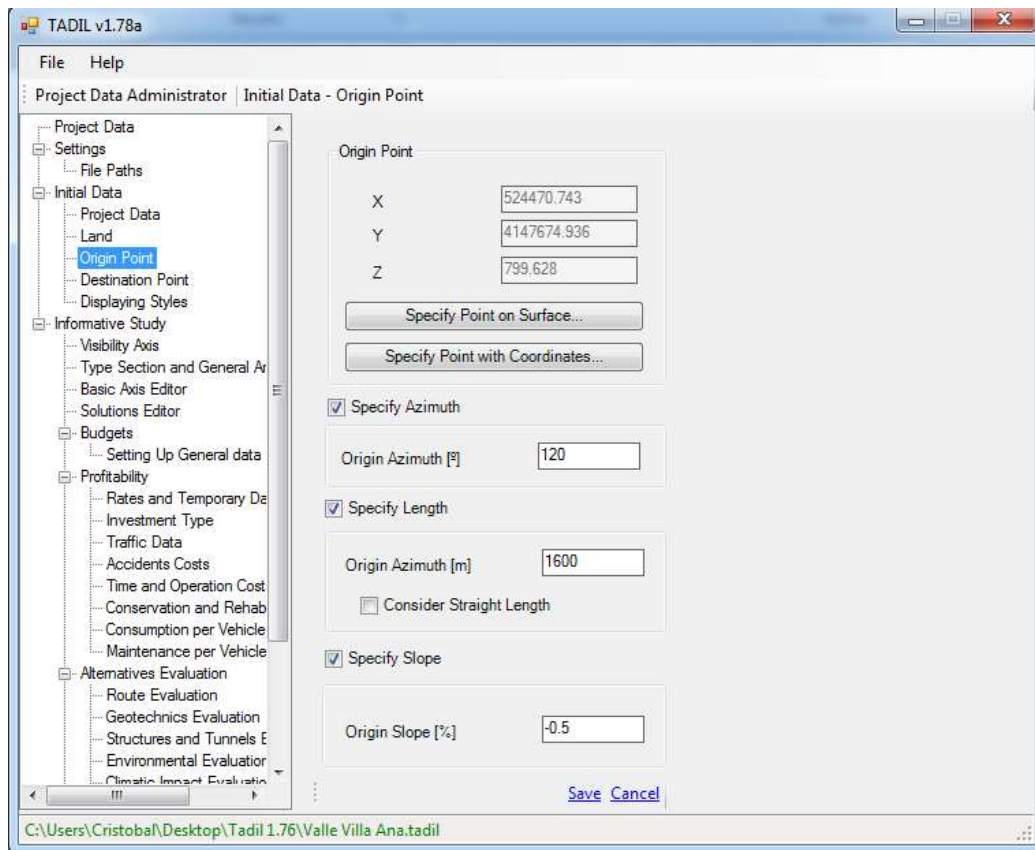 TADIL v1.78a
File Help
Project Data Administrator Initial Data - Origin Point
Project Data
Settings
File Paths
Initial Data
Project Data
Land
Origin Point
Destination Point
Displaying Styles
Informative Study
Visibility Axis
Type Section and General Ar
Basic Axis Editor
Solutions Editor
Budgets
Setting Up General data
Profitability
Rates and Temporary Da
Investment Type
Traffic Data
Accidents Costs
Time and Operation Cost
Conservation and Rehab
Consumption per Vehicle
Maintenance per Vehicle
Alternatives Evaluation
Route Evaluation
Geotechnics Evaluation
Structures and Tunnels E
Environmental Evaluation
Climatic Impact Evaluatio
Origin Point
X 524470.743
Y 4147674.936
Z 799.628
Specify Point on Surface...
Specify Point with Coordinates...
Specify Azimuth
Origin Azimuth [º] 120
Specify Length
Origin Azimuth [m] 1600
Consider Straight Length
Specify Slope
Origin Slope [%] -0.5
Save Cancel
C:\Users\Cristobal\Desktop\Tadil 1.76\Valle Villa Ana.tadil